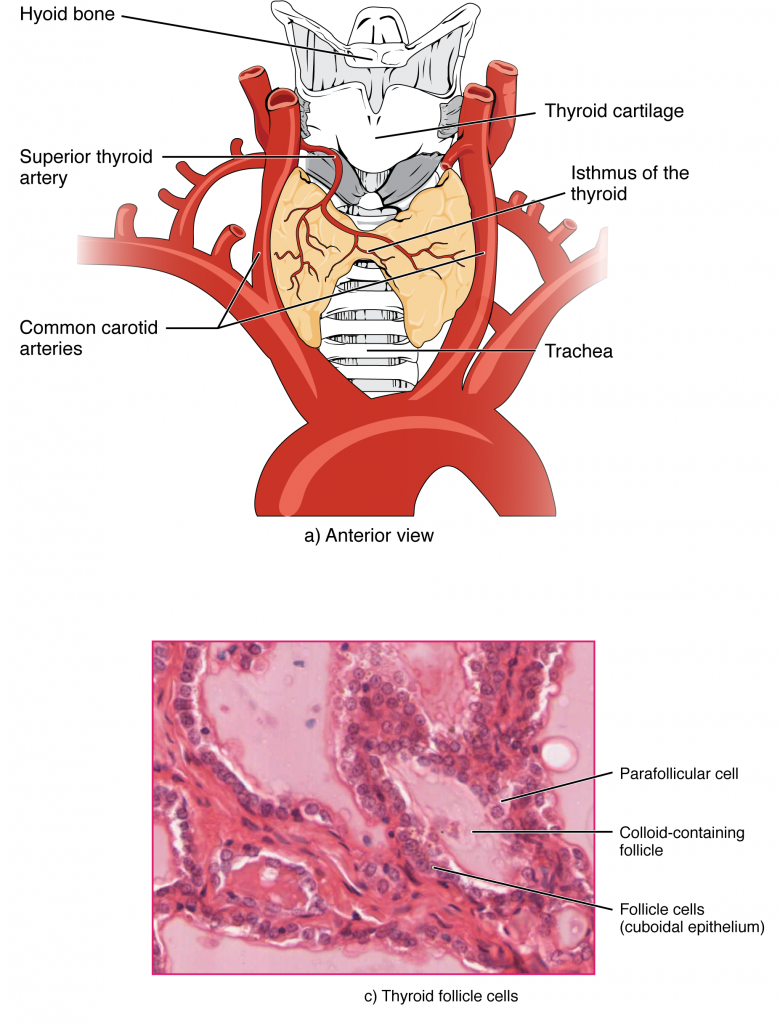 Hyoid bone
Thyroid cartilage
Superior thyroid
artery
Isthmus of the
thyroid
Common carotid
arteries
Trachea
a) Anterior view
Parafollicular cell
Colloid-containing
follicle
Follicle cells
(cuboidal epithelium)
c) Thyroid follicle cells